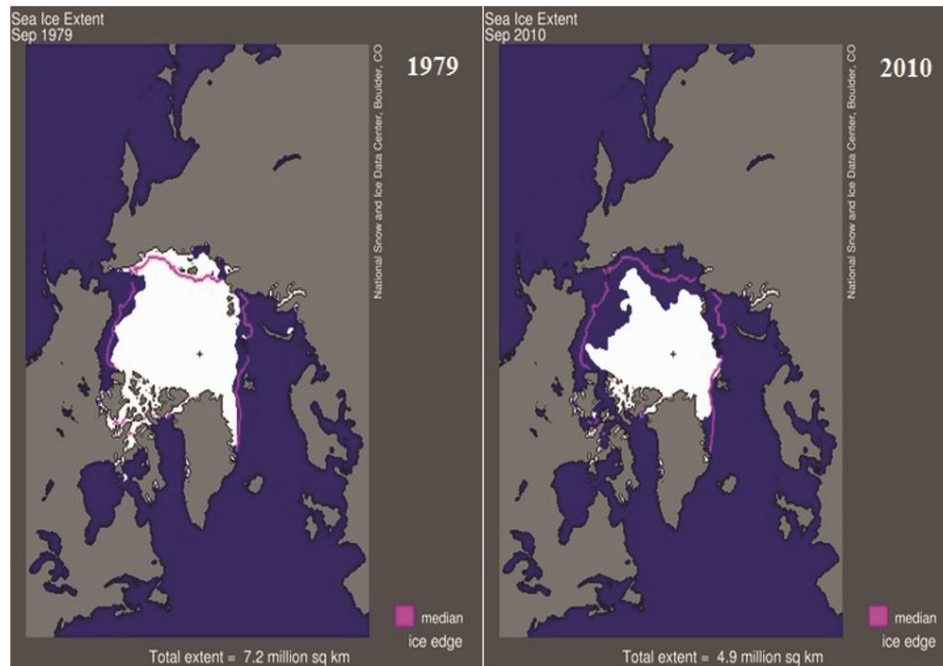 Sea Ice Extent
Sep 1979
1979
National Snow and Ice Data Center, Boulder, CO
median
ice edge
Total extent = 7.2 million sq km
Sea Ice Extent
Sep 2010
2010
National Snow and Ice Data Center, Boulder, CO
median
ice edge
Total extent = 4.9 million sq km